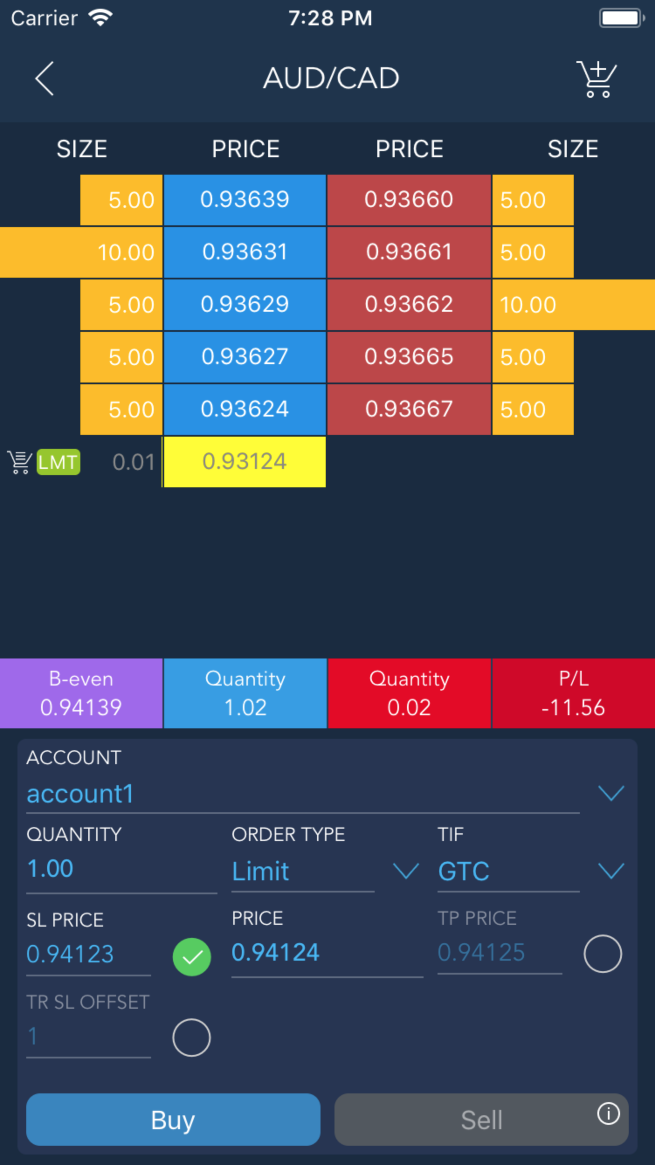 Carrier 7:28 PM
AUD/CAD
SIZE PRICE PRICE SIZE
5.00 0.93639 0.93660 5.00
10.00 0.93631 0.93661 5.00
5.00 0.93629 0.93662 10.00
5.00 0.93627 0.93665 5.00
5.00 0.93624 0.93667 5.00
LMT 0.01 0.93124
B-even Quantity Quantity P/L
0.94139 1.02 0.02 -11.56
ACCOUNT
account1
QUANTITY ORDER TYPE TIF
1.00 Limit GTC
SL PRICE PRICE TP PRICE
0.94123 0.94124 0.94125
TR SL OFFSET
1
Buy Sell